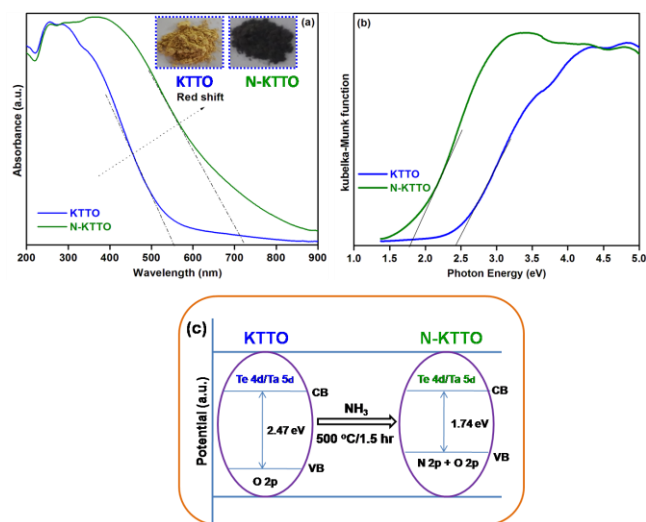 (a)
KTTO
N-KTTO
Red shift
KTTO
N-KTTO
Absorbance (a.u.)
200 300 400 500 600 700 800 900
Wavelength (nm)
(b)
KTTO
N-KTTO
kubelka-Munk function
1.0 1.5 2.0 2.5 3.0 3.5 4.0 4.5 5.0
Photon Energy (eV)
(c)
KTTO
N-KTTO
Potential (a.u.)
Te 4d/Ta 5d
CB
2.47 eV
VB
O 2p
NH3
500 ºC/1.5 hr
Te 4d/Ta 5d
CB
1.74 eV
VB
N 2p + O 2p